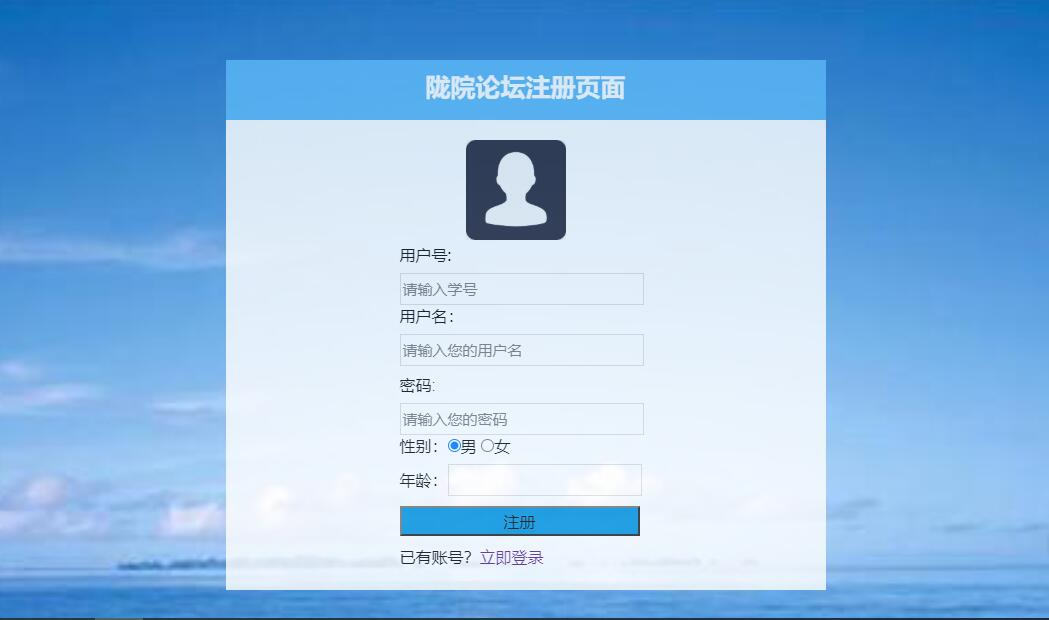 陇院论坛注册页面
用户号:
请输入学号
用户名：
请输入您的用户名
密码:
请输入您的密码
性别：男 女
年龄：
注册
已有账号？立即登录